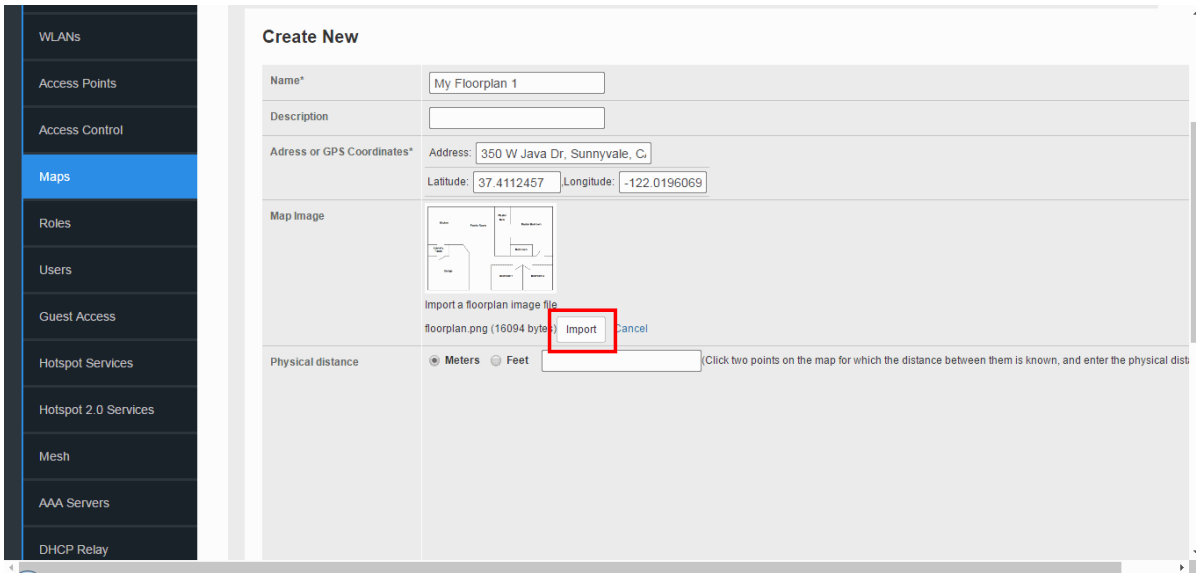 WLANs
Access Points
Access Control
Maps
Roles
Users
Guest Access
Hotspot Services
Hotspot 2.0 Services
Mesh
AAA Servers
DHCP Relay
Create New
Name* My Floorplan 1
Description
Adress or GPS Coordinates* Address: 350 W Java Dr, Sunnyvale,
Latitude: 37.4112457 ,Longitude: -122.0196069
Map Image
Import a floorplan image file
floorplan.png (16094 bytes) Import Cancel
Physical distance Meters Feet (Click two points on the map for which the distance between them is known, and enter the physical dist